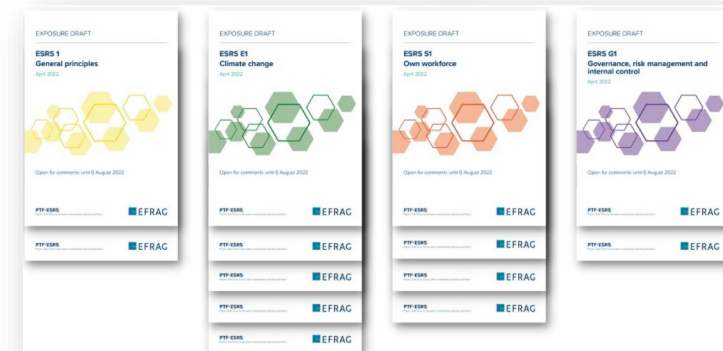 EXPOSURE DRAFT
ESRS 1
General principles
April 2022
Open for comments until 8 August 2022
PTF-ESRS
EFRAG
PTF-ESRS
EFRAG
EXPOSURE DRAFT
ESRS E1
Climate change
April 2022
Open for comments until 8 August 2022
PTF-ESRS
EFRAG
PTF-ESRS
EFRAG
PTF-ESRS
EFRAG
PTF-ESRS
EFRAG
PTF-ESRS
EFRAG
EXPOSURE DRAFT
ESRS S1
Own workforce
April 2022
Open for comments until 8 August 2022
PTF-ESRS
EFRAG
PTF-ESRS
EFRAG
PTF-ESRS
EFRAG
PTF-ESRS
EFRAG
EXPOSURE DRAFT
ESRS G1
Governance, risk management and
internal control
April 2022
Open for comments until 8 August 2022
PTF-ESRS
EFRAG
PTF-ESRS
EFRAG